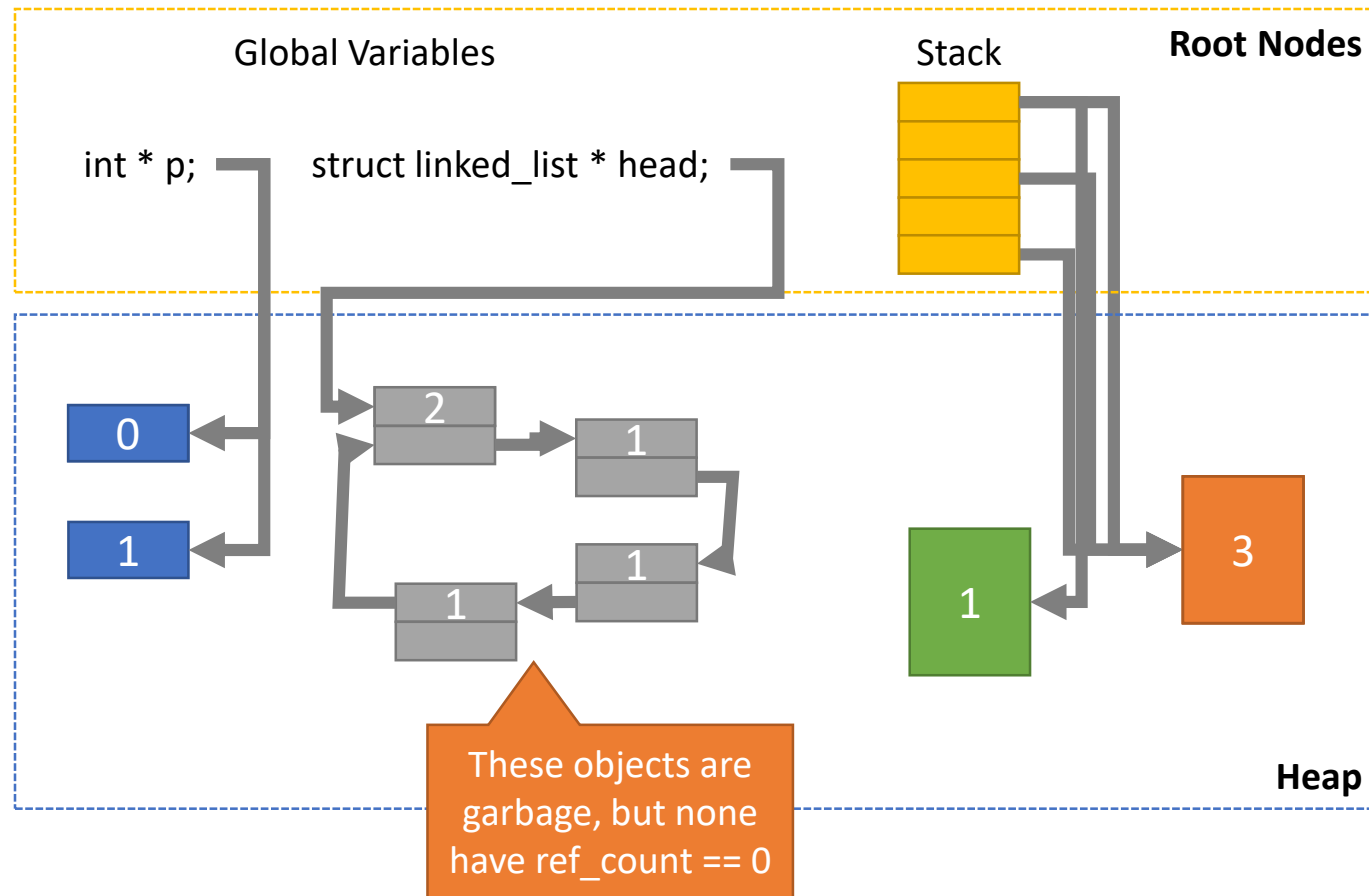 Global Variables
Stack
Root Nodes
int * p;
struct linked_list * head;
0
1
2
1
1
1
1
3
These objects are
garbage, but none
have ref_count == 0
Heap